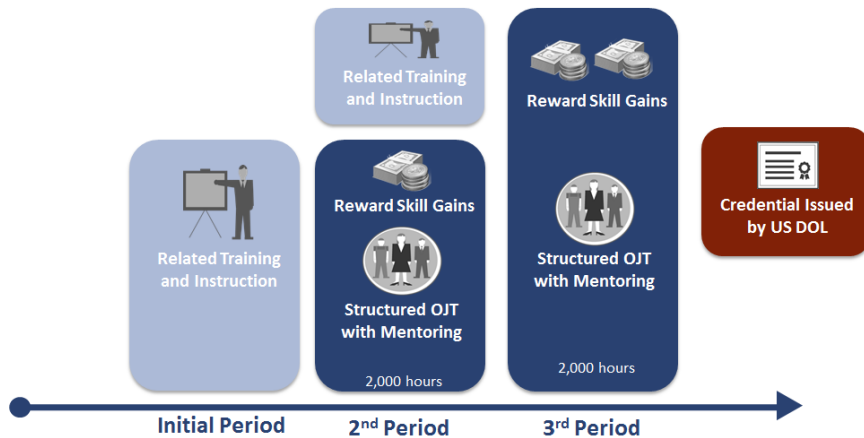 Related Training
and Instruction
Related Training
and Instruction
Reward Skill Gains
Structured OJT
with Mentoring
2,000 hours
Reward Skill Gains
Structured OJT
with Mentoring
2,000 hours
Credential Issued
by US DOL
Initial Period
2nd Period
3rd Period